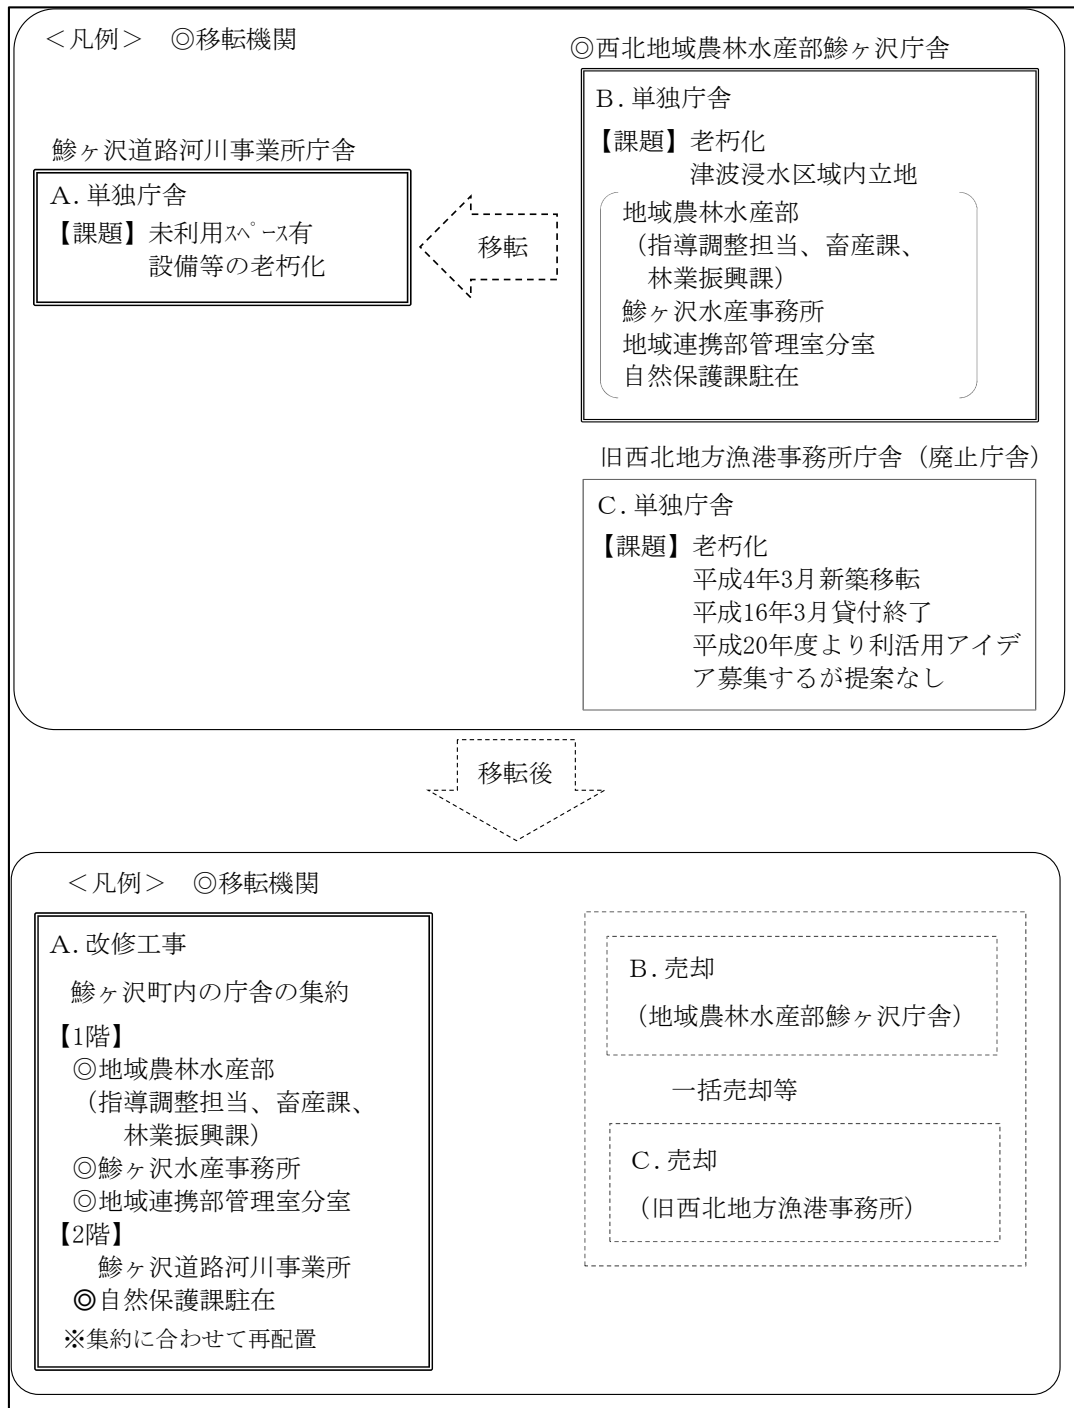 ＜凡例＞　◎移転機関
鰺ヶ沢道路河川事業所庁舎
Ａ.単独庁舎
【課題】未利用ｽﾍﾟｰｽ有
設備等の老朽化
移転
◎西北地域農林水産部鰺ヶ沢庁舎
Ｂ.単独庁舎
【課題】老朽化
津波浸水区域内立地
地域農林水産部
（指導調整担当、畜産課、
林業振興課）
鰺ヶ沢水産事務所
地域連携部管理室分室
自然保護課駐在
旧西北地方漁港事務所庁舎（廃止庁舎）
Ｃ.単独庁舎
【課題】老朽化
平成4年3月新築移転
平成16年3月貸付終了
平成20年度より利活用アイデ
ア募集するが提案なし
移転後
＜凡例＞　◎移転機関
Ａ.改修工事
鰺ヶ沢町内の庁舎の集約
【1階】
◎地域農林水産部
（指導調整担当、畜産課、
林業振興課）
◎鰺ヶ沢水産事務所
◎地域連携部管理室分室
【2階】
鰺ヶ沢道路河川事業所
◎自然保護課駐在
※集約に合わせて再配置
Ｂ.売却
（地域農林水産部鰺ヶ沢庁舎）
一括売却等
Ｃ.売却
（旧西北地方漁港事務所）